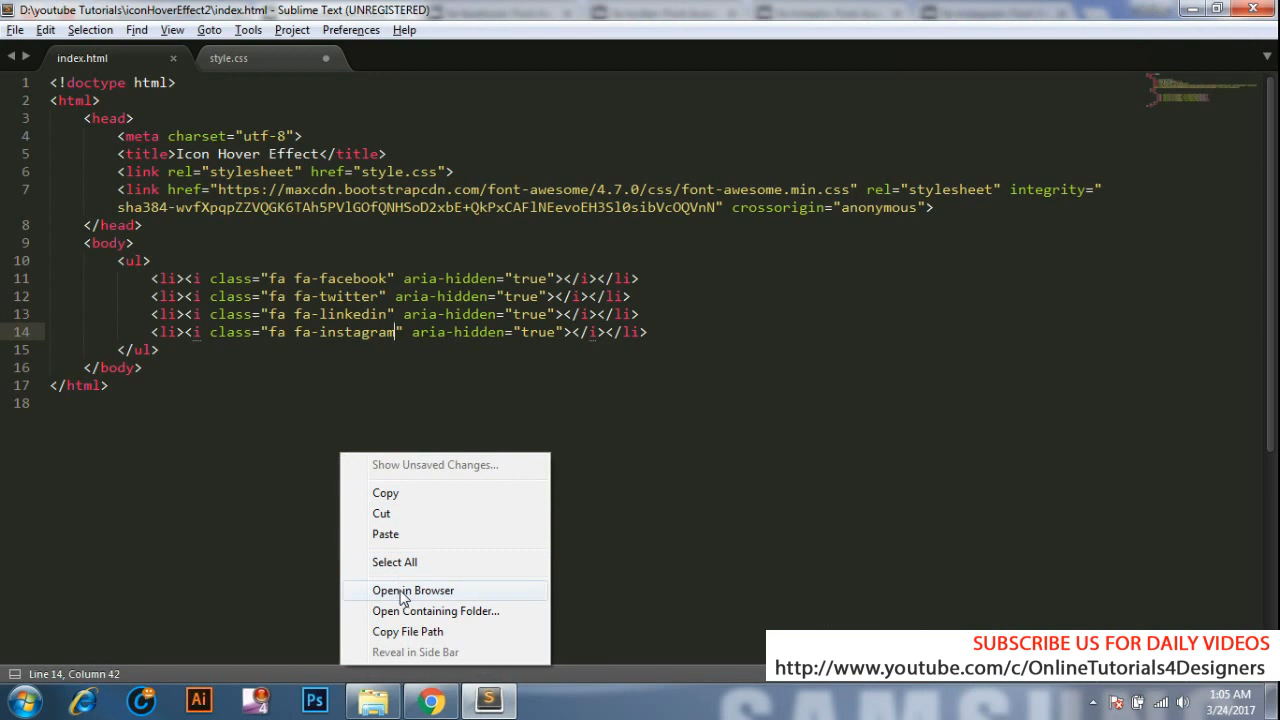 D:\youtube Tutorials\iconHoverEffect2\index.html - Sublime Text (UNREGISTERED)
File Edit Selection Find View Goto Tools Project Preferences Help
index.html × style.css
1 <!doctype html>
2 <html>
3 <head>
4 <meta charset="utf-8">
5 <title>Icon Hover Effect</title>
6 <link rel="stylesheet" href="style.css">
7 <link href="https://maxcdn.bootstrapcdn.com/font-awesome/4.7.0/css/font-awesome.min.css" rel="stylesheet" integrity="
sha384-wvfXpqpZZVQGK6TAh5PVlGOfQNHSoD2xbE+QkPxCAFlNEevoEH3Sl0sibVcOQVnN" crossorigin="anonymous">
8 </head>
9 <body>
10 <ul>
11 <li><i class="fa fa-facebook" aria-hidden="true"></i></li>
12 <li><i class="fa fa-twitter" aria-hidden="true"></i></li>
13 <li><i class="fa fa-linkedin" aria-hidden="true"></i></li>
14 <li><i class="fa fa-instagram" aria-hidden="true"></i></li>
15 </ul>
16 </body>
17 </html>
18
Show Unsaved Changes...
Copy
Cut
Paste
Select All
Open in Browser
Open Containing Folder...
Copy File Path
Reveal in Side Bar
SUBSCRIBE US FOR DAILY VIDEOS
http://www.youtube.com/c/OnlineTutorials4Designers
Line 14, Column 42
Ai
4
Ps
1:05 AM
3/24/2017